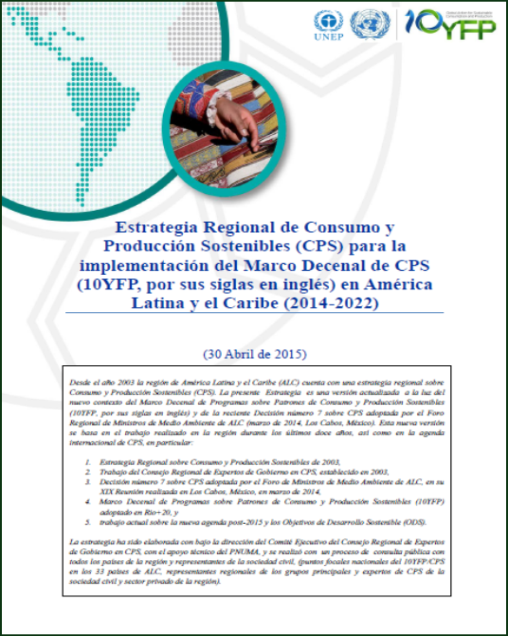 UNEP
10YFP
Estrategia Regional de Consumo y
Producción Sostenibles (CPS) para la
implementación del Marco Decenal de CPS
(10YFP, por sus siglas en inglés) en América
Latina y el Caribe (2014-2022)
(30 Abril de 2015)
Desde el año 2003 la región de América Latina y el Caribe (ALC) cuenta con una estrategia regional sobre
Consumo y Producción Sostenibles (CPS). La presente Estrategia es una versión actualizada a la luz del
nuevo contexto del Marco Decenal de Programas sobre Patrones de Consumo y Producción Sostenibles
(10YFP, por sus siglas en inglés) y de la reciente Decisión número 7 sobre CPS adoptada por el Foro
Regional de Ministros de Medio Ambiente de ALC (marzo de 2014, Los Cabos, México). Esta nueva versión
se basa en el trabajo realizado en la región durante los últimos doce años, así como en la agenda
internacional de CPS, en particular:
1. Estrategia Regional sobre Consumo y Producción Sostenibles de 2003,
2. Trabajo del Consejo Regional de Expertos de Gobierno en CPS, establecido en 2003,
3. Decisión número 7 sobre CPS adoptada por el Foro de Ministros de Medio Ambiente de ALC, en su
XIX Reunión realizada en Los Cabos, México, en marzo de 2014,
4. Marco Decenal de Programas sobre Patrones de Consumo y Producción Sostenibles (10YFP)
adoptado en Rio+20, y
5. trabajo actual sobre la nueva agenda post-2015 y los Objetivos de Desarrollo Sostenible (ODS).
La estrategia ha sido elaborada con bajo la dirección del Comité Ejecutivo del Consejo Regional de Expertos
de Gobierno en CPS, con el apoyo técnico del PNUMA, y se realizó con un proceso de consulta pública con
todos los países de la región y representantes de la sociedad civil, (puntos focales nacionales del 10YFP/CPS
en los 33 países de ALC, representantes regionales de los grupos principales y expertos de CPS de la
sociedad civil y sector privado de la región).